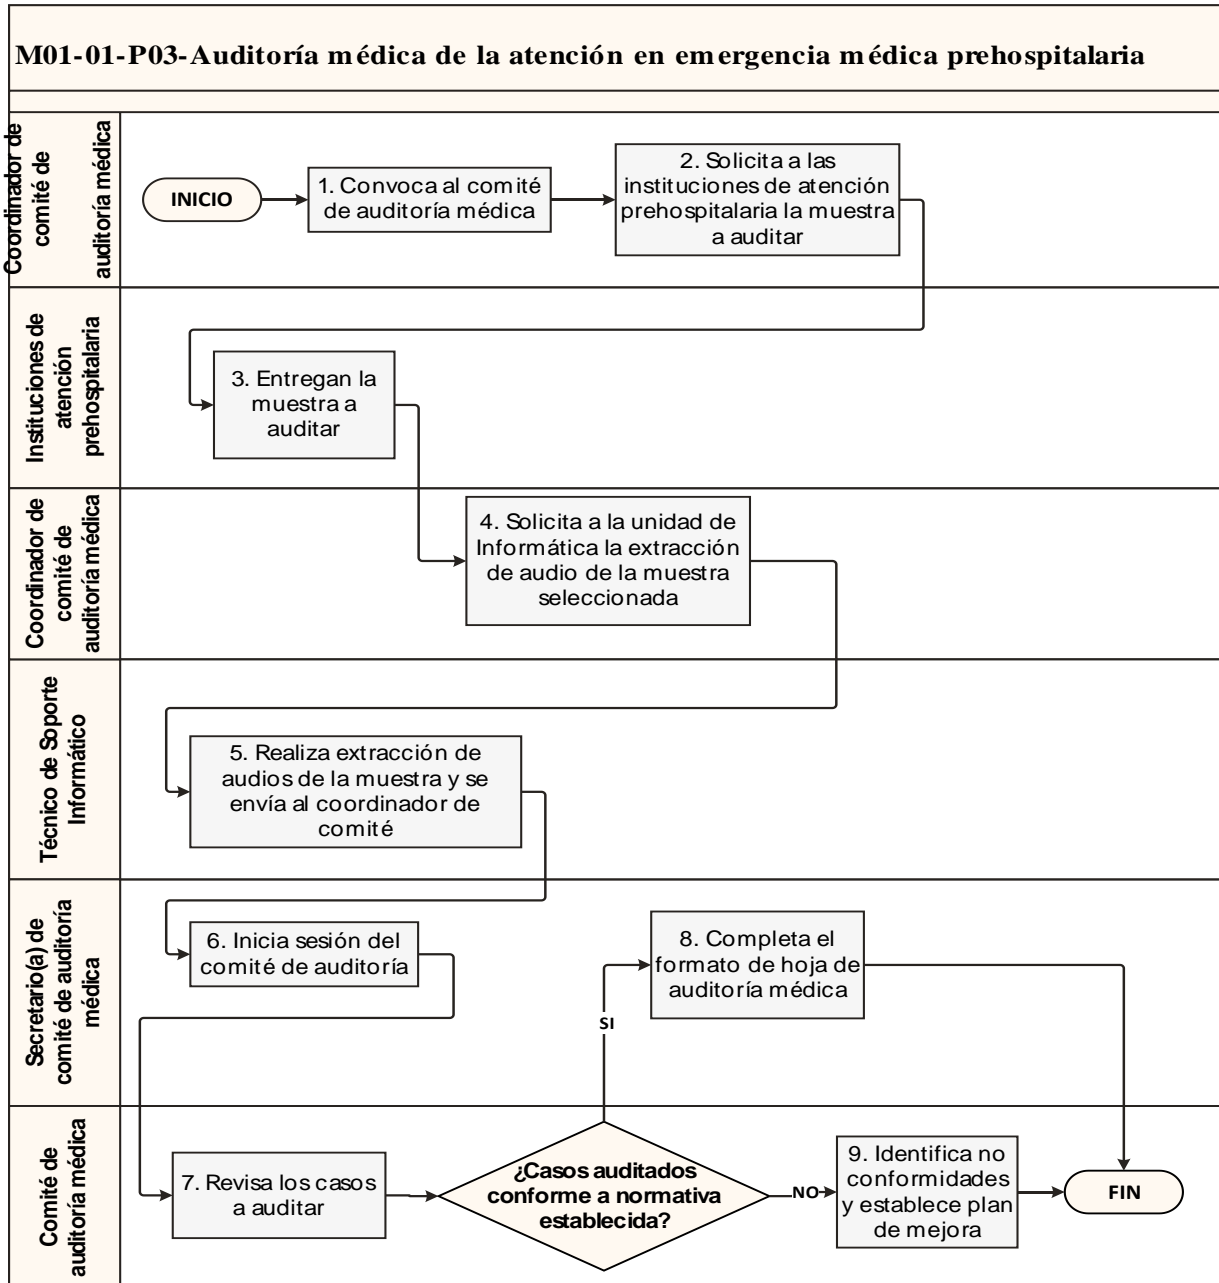 M01-01-P03-Auditoría médica de la atención en emergencia médica prehospitalaria
Coordinador de
comité de
auditoría médica
INICIO
1. Convoca al comité
de auditoría médica
2. Solicita a las
instituciones de atención
prehospitalaria la muestra
a auditar
Instituciones de
atención
prehospitalaria
3. Entregan la
muestra a
auditar
Coordinador de
comité de
auditoría médica
4. Solicita a la unidad de
Informática la extracción
de audio de la muestra
seleccionada
Técnico de Soporte
Informático
5. Realiza extracción de
audios de la muestra y se
envía al coordinador de
comité
Secretario(a) de
comité de auditoría
médica
6. Inicia sesión del
comité de auditoría
8. Completa el
formato de hoja de
auditoría médica
SI
Comité de
auditoría médica
7. Revisa los casos
a auditar
¿Casos auditados
conforme a normativa
establecida?
NO
9. Identifica no
conformidades
y establece plan
de mejora
FIN